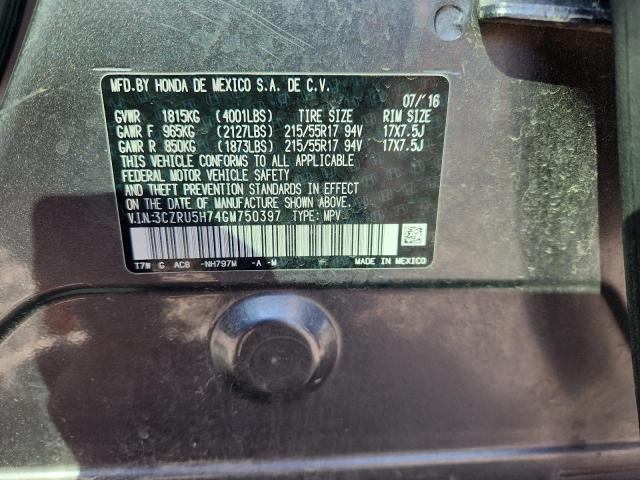 MFD.BY HONDA DE MEXICO S.A. DE C.V.
07/'16
GVWR 1815KG (4001LBS) TIRE SIZE RIM SIZE
GAWR F 965KG (2127LBS) 215/55R17 94V 17X7.5J
GAWR R 850KG (1873LBS) 215/55R17 94V 17X7.5J
THIS VEHICLE CONFORMS TO ALL APPLICABLE
FEDERAL MOTOR VEHICLE SAFETY
AND THEFT PREVENTION STANDARDS IN EFFECT
ON THE DATE OF MANUFACTURE SHOWN ABOVE.
V.I.N:3CZRU5H74GM750397 TYPE: MPV
T7W G ACB -NH797M -A -M MADE IN MEXICO